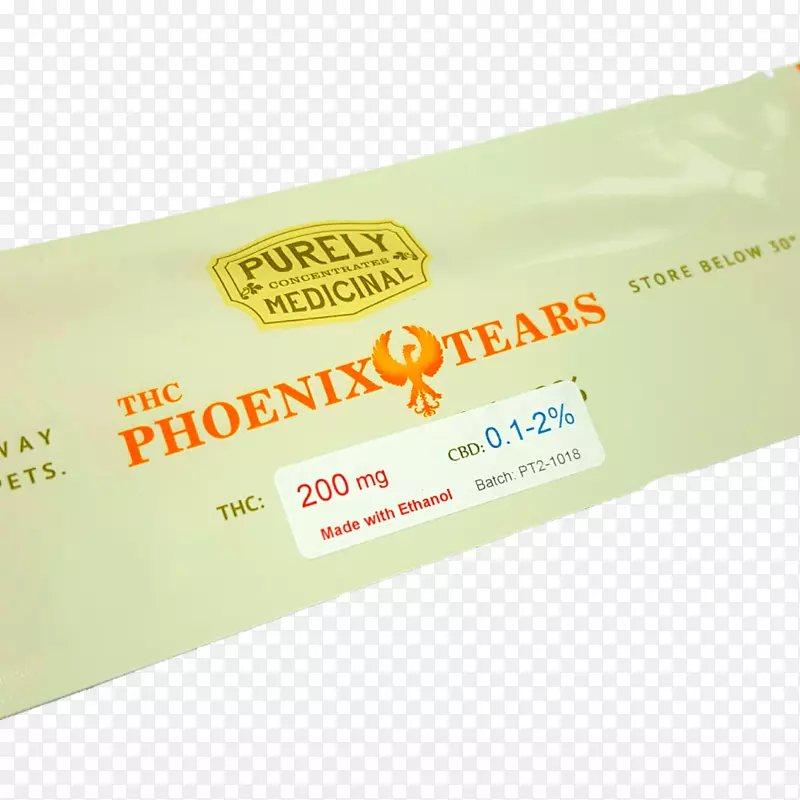 PURELY
CONCENTRATES
MEDICINAL
THC
PHOENIX TEARS
STORE BELOW 30°
WAY
PETS.
THC: 200 mg
CBD: 0.1-2%
Made with Ethanol
Batch: PT2-1018